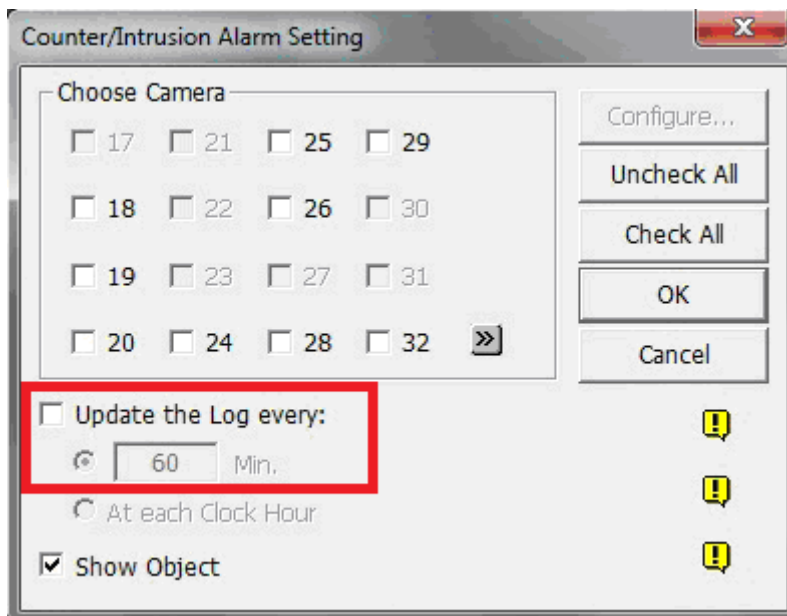 Counter/Intrusion Alarm Setting
X
Choose Camera
17 21 25 29
18 22 26 30
19 23 27 31
20 24 28 32
»
Configure...
Uncheck All
Check All
OK
Cancel
Update the Log every:
60 Min.
At each Clock Hour
Show Object
!
!
!